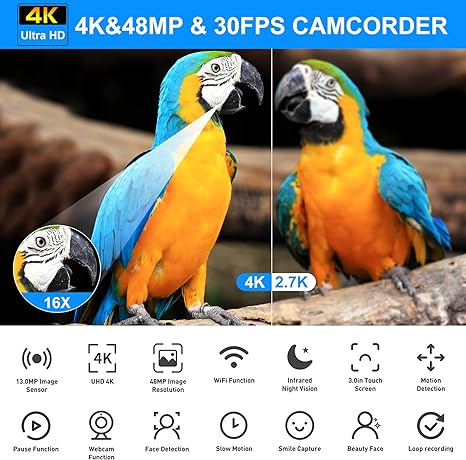 4K
Ultra HD
4K&48MP & 30FPS CAMCORDER
16X
4K 2.7K
4K
13.0MP Image
Sensor
UHD 4K
48MP Image
Resolution
WiFi Function
Infrared
Night Vision
3.0in Touch
Screen
Motion
Detection
Pause Function
Webcam
Function
Face Detection
Slow Motion
Smile Capture
Beauty Face
Loop recording